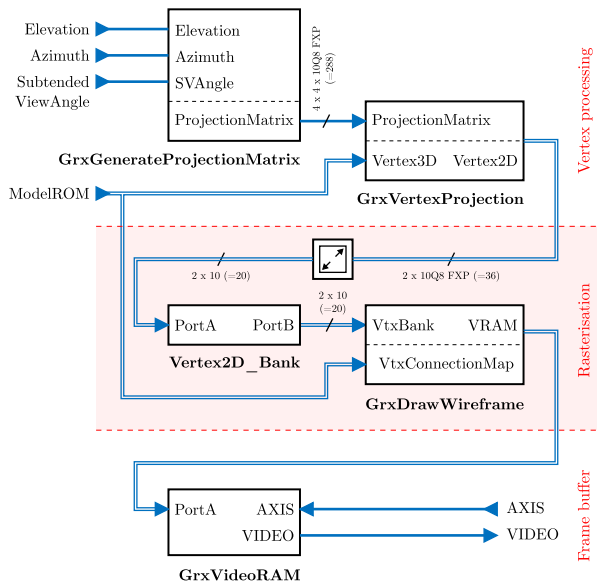 Elevation
Azimuth
Subtended
ViewAngle
Elevation
Azimuth
SVAngle
ProjectionMatrix
4 x 4 x 10Q8 FXP
(=288)
GrxGenerateProjectionMatrix
ProjectionMatrix
Vertex3D Vertex2D
GrxVertexProjection
Vertex processing
ModelROM
2 x 10 (=20)
2 x 10Q8 FXP (=36)
2 x 10
(=20)
PortA PortB
Vertex2D_Bank
VtxBank VRAM
VtxConnectionMap
GrxDrawWireframe
Rasterisation
PortA AXIS
VIDEO
GrxVideoRAM
AXIS
VIDEO
Frame buffer